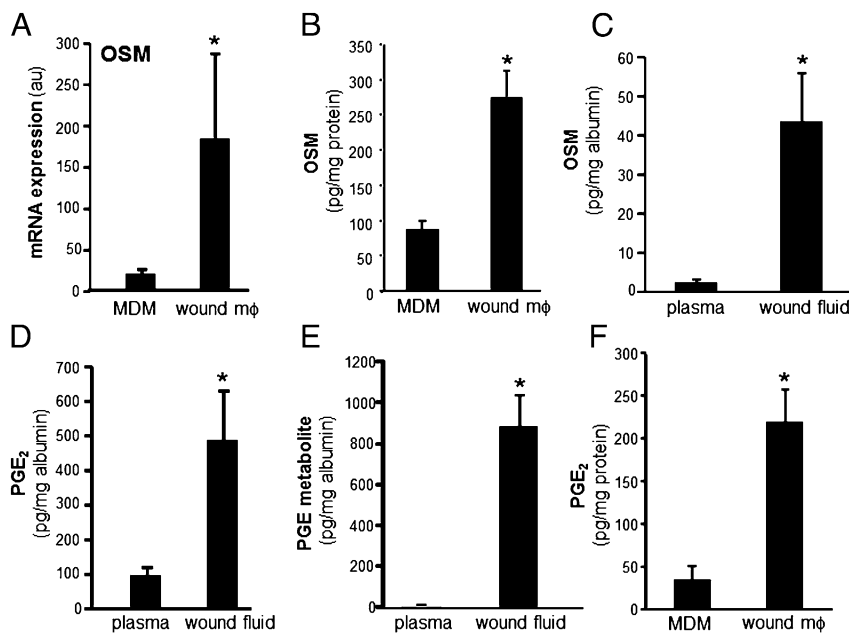 A
OSM
mRNA expression (au)
300
250
200
150
100
50
0
*
MDM
wound mϕ
B
OSM
(pg/mg protein)
350
300
250
200
150
100
50
0
*
MDM
wound mϕ
C
OSM
(pg/mg albumin)
60
50
40
30
20
10
0
*
plasma
wound fluid
D
PGE₂
(pg/mg albumin)
700
600
500
400
300
200
100
0
*
plasma
wound fluid
E
PGE metabolite
(pg/mg albumin)
1200
1000
800
600
400
200
0
*
plasma
wound fluid
F
PGE₂
(pg/mg protein)
300
250
200
150
100
50
0
*
MDM
wound mϕ